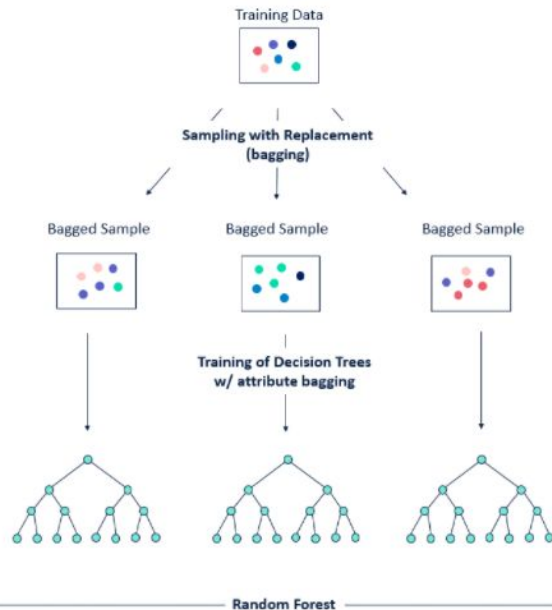 Training Data
Sampling with Replacement
(bagging)
Bagged Sample
Bagged Sample
Bagged Sample
Training of Decision Trees
w/ attribute bagging
Random Forest